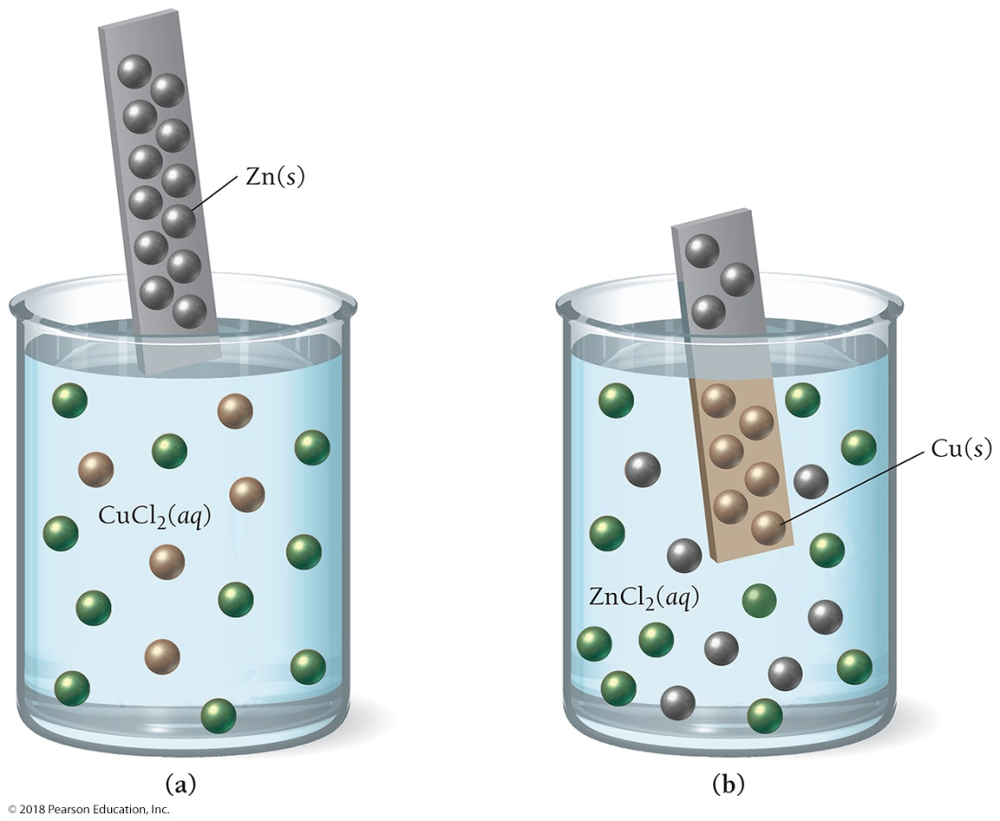 Zn(s)
Cu(s)
CuCl₂(aq)
ZnCl₂(aq)
(a)
(b)
© 2018 Pearson Education, Inc.